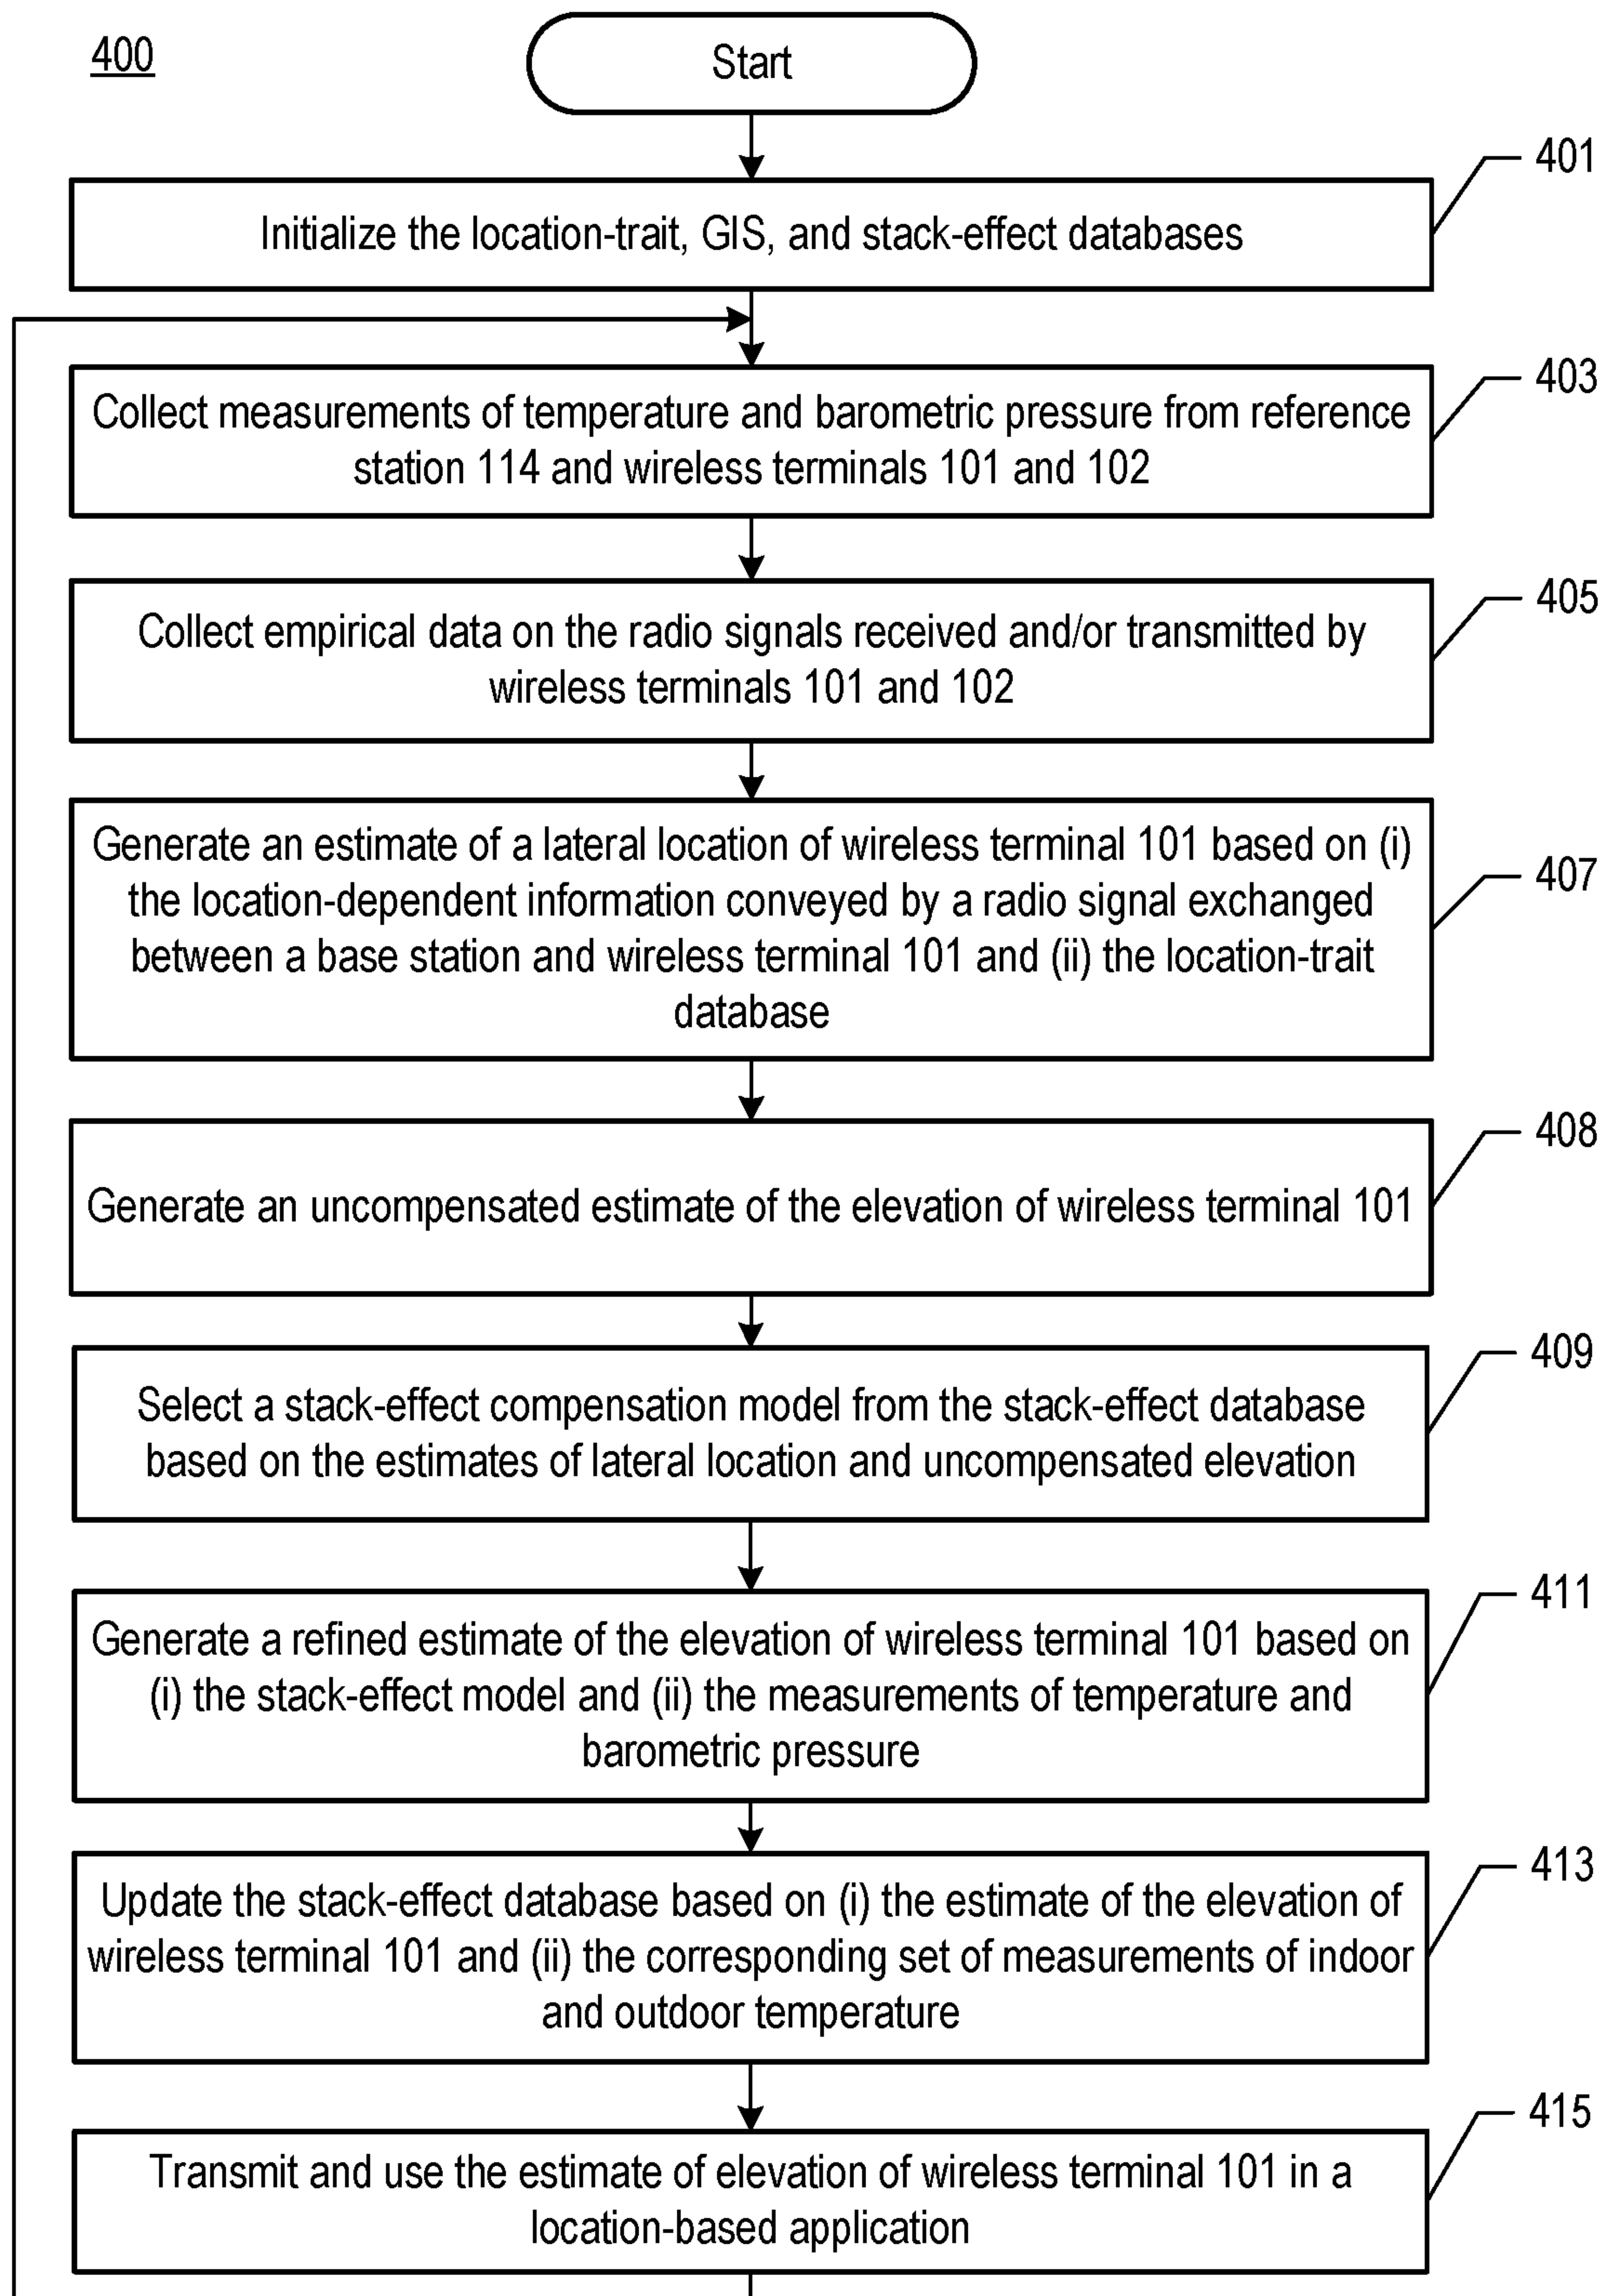 400
Start
401
Initialize the location-trait, GIS, and stack-effect databases
403
Collect measurements of temperature and barometric pressure from reference
station 114 and wireless terminals 101 and 102
405
Collect empirical data on the radio signals received and/or transmitted by
wireless terminals 101 and 102
407
Generate an estimate of a lateral location of wireless terminal 101 based on (i)
the location-dependent information conveyed by a radio signal exchanged
between a base station and wireless terminal 101 and (ii) the location-trait
database
408
Generate an uncompensated estimate of the elevation of wireless terminal 101
409
Select a stack-effect compensation model from the stack-effect database
based on the estimates of lateral location and uncompensated elevation
411
Generate a refined estimate of the elevation of wireless terminal 101 based on
(i) the stack-effect model and (ii) the measurements of temperature and
barometric pressure
413
Update the stack-effect database based on (i) the estimate of the elevation of
wireless terminal 101 and (ii) the corresponding set of measurements of indoor
and outdoor temperature
415
Transmit and use the estimate of elevation of wireless terminal 101 in a
location-based application